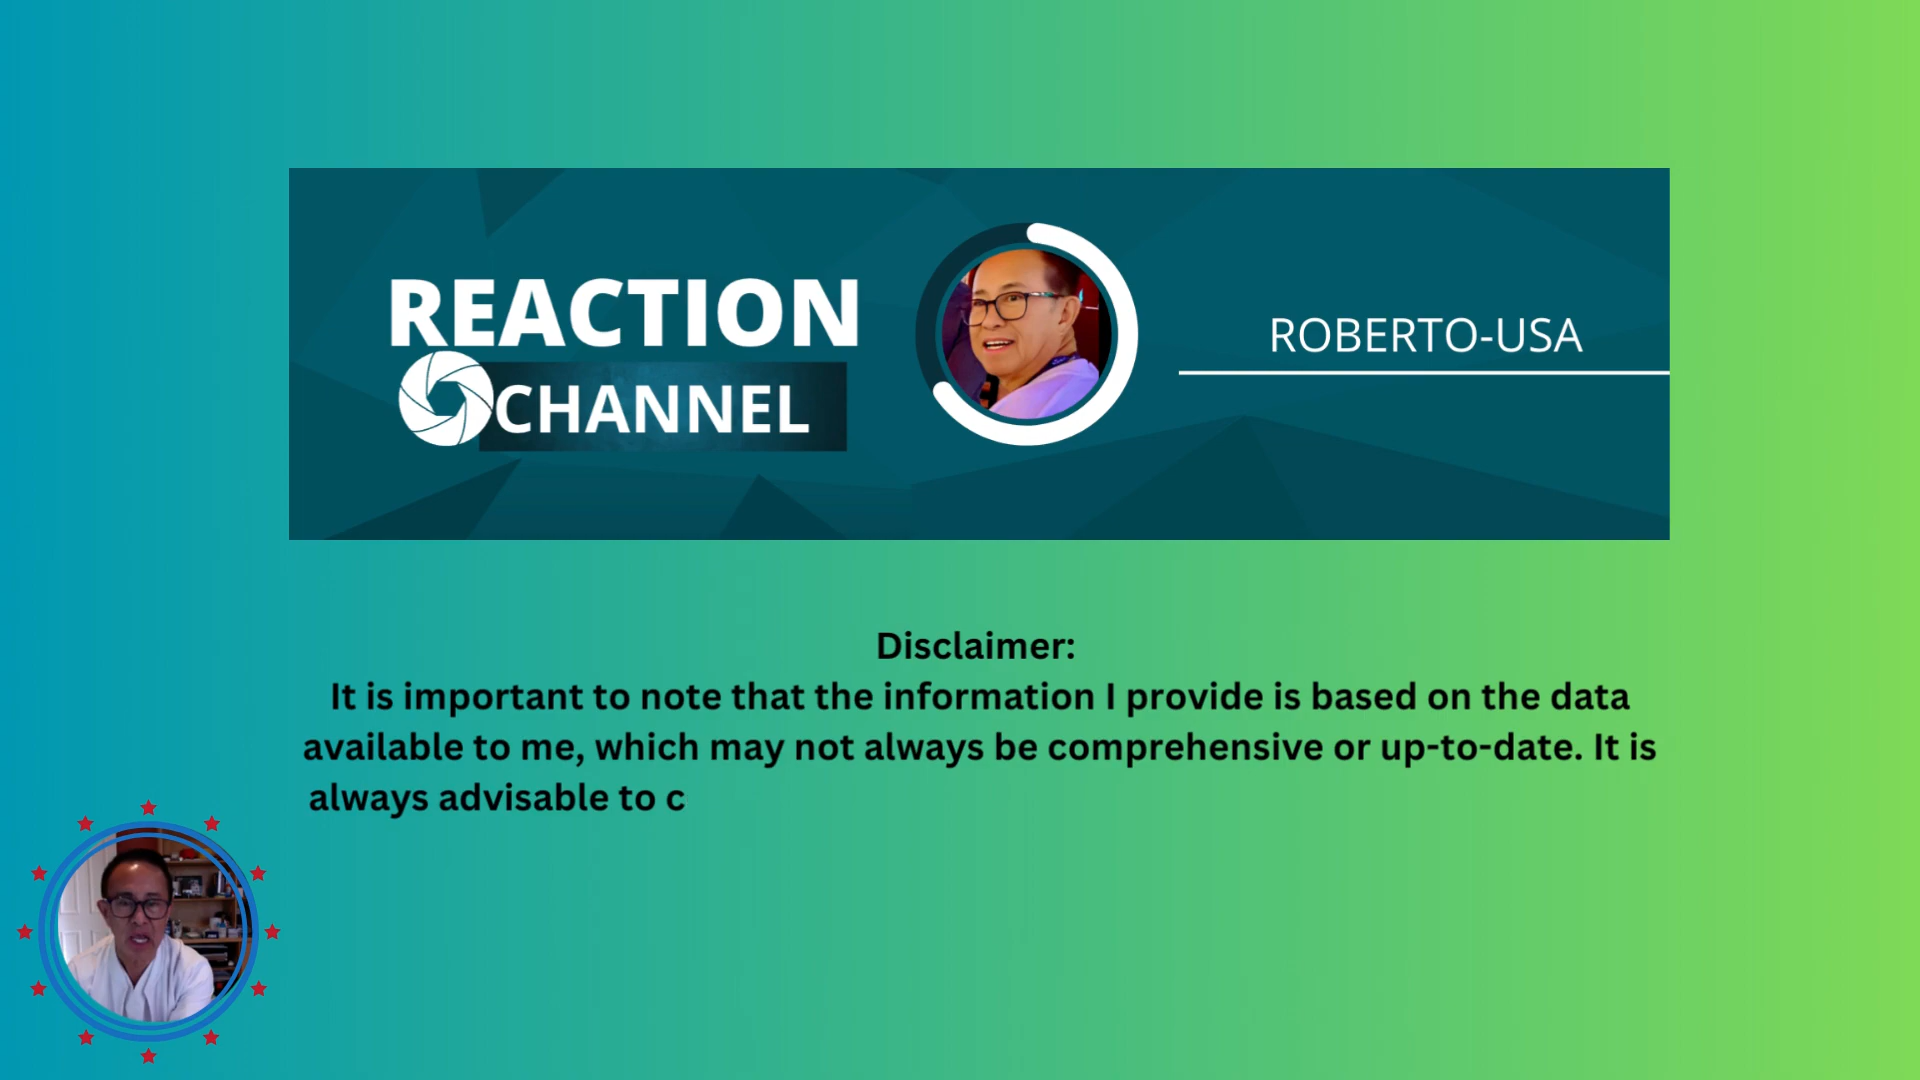 REACTION
CHANNEL
ROBERTO-USA
Disclaimer:
It is important to note that the information I provide is based on the data
available to me, which may not always be comprehensive or up-to-date. It is
always advisable to c